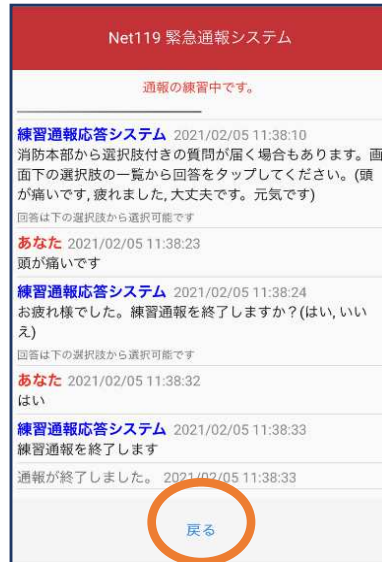 Net119 緊急通報システム
通報の練習中です。
練習通報応答システム 2021/02/05 11:38:10
消防本部から選択肢付きの質問が届く場合もあります。画
面下の選択肢の一覧から回答をタップしてください。(頭
が痛いです, 疲れました, 大丈夫です。元気です)
回答は下の選択肢から選択可能です
あなた 2021/02/05 11:38:23
頭が痛いです
練習通報応答システム 2021/02/05 11:38:24
お疲れ様でした。練習通報を終了しますか？(はい, いい
え)
回答は下の選択肢から選択可能です
あなた 2021/02/05 11:38:32
はい
練習通報応答システム 2021/02/05 11:38:33
練習通報を終了します
通報が終了しました。 2021/02/05 11:38:33
戻る